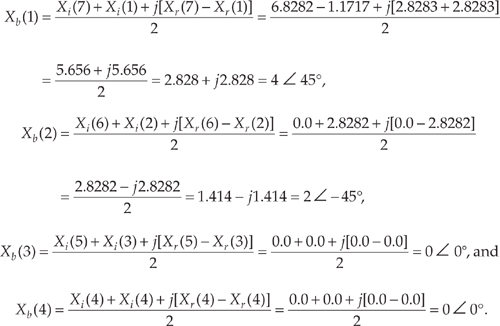 X_b(1) = (X_i(7) + X_i(1) + j[X_r(7) − X_r(1)]) / 2 = (6.8282 − 1.1717 + j[2.8283 + 2.8283]) / 2
= (5.656 + j5.656) / 2 = 2.828 + j2.828 = 4 ∠ 45°,
X_b(2) = (X_i(6) + X_i(2) + j[X_r(6) − X_r(2)]) / 2 = (0.0 + 2.8282 + j[0.0 − 2.8282]) / 2
= (2.8282 − j2.8282) / 2 = 1.414 − j1.414 = 2 ∠ −45°,
X_b(3) = (X_i(5) + X_i(3) + j[X_r(5) − X_r(3)]) / 2 = (0.0 + 0.0 + j[0.0 − 0.0]) / 2 = 0 ∠ 0°, and
X_b(4) = (X_i(4) + X_i(4) + j[X_r(4) − X_r(4)]) / 2 = (0.0 + 0.0 + j[0.0 − 0.0]) / 2 = 0 ∠ 0°.